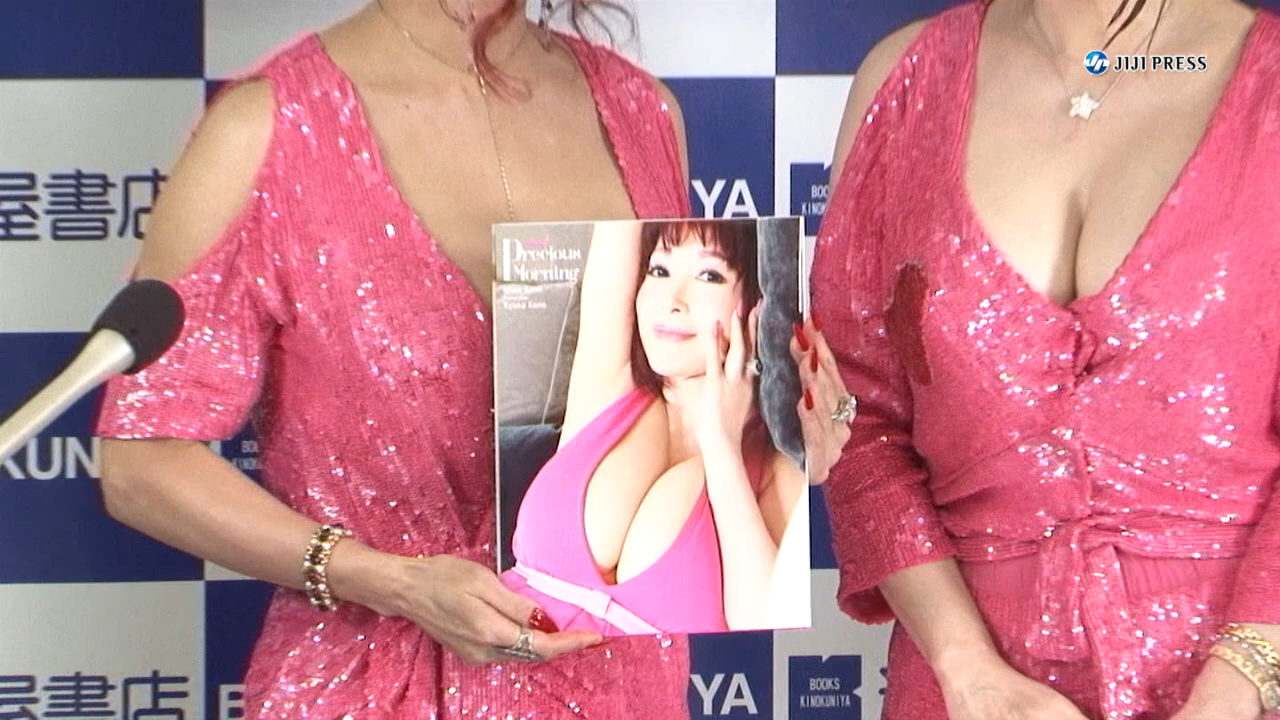 JIJI PRESS
屋書店
YA
BOOKS
KINOKUNIYA
Precious
Morning
KUN
屋書店
B
YA
BOOKS
KINOKUNIYA